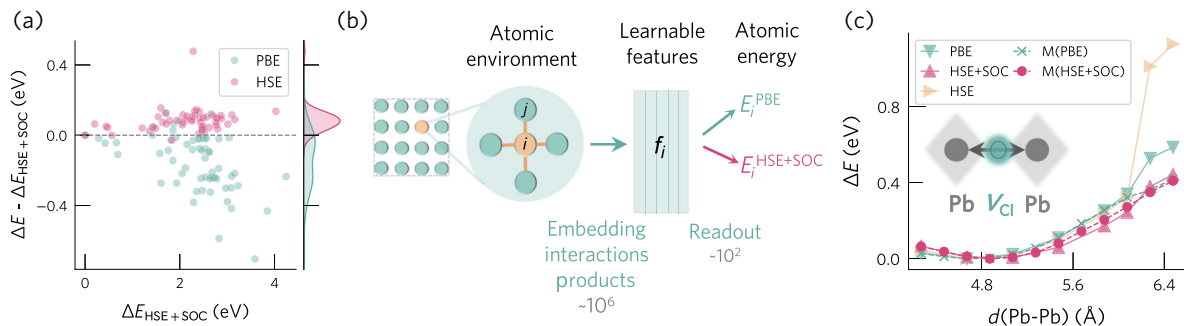 (a)
ΔE - ΔE_HSE+SOC (eV)
0.0
−0.4
PBE
HSE
0
2
4
ΔE_HSE+SOC (eV)
(b)
Atomic
environment
Learnable
features
Atomic
energy
j
i
f_i
E_i^PBE
E_i^HSE+SOC
Embedding
interactions
products
~10^6
Readout
~10^2
(c)
PBE
HSE+SOC
HSE
M(PBE)
M(HSE+SOC)
ΔE (eV)
0.8
0.4
0.0
Pb
V_Cl
Pb
4.8
5.6
6.4
d(Pb-Pb) (Å)